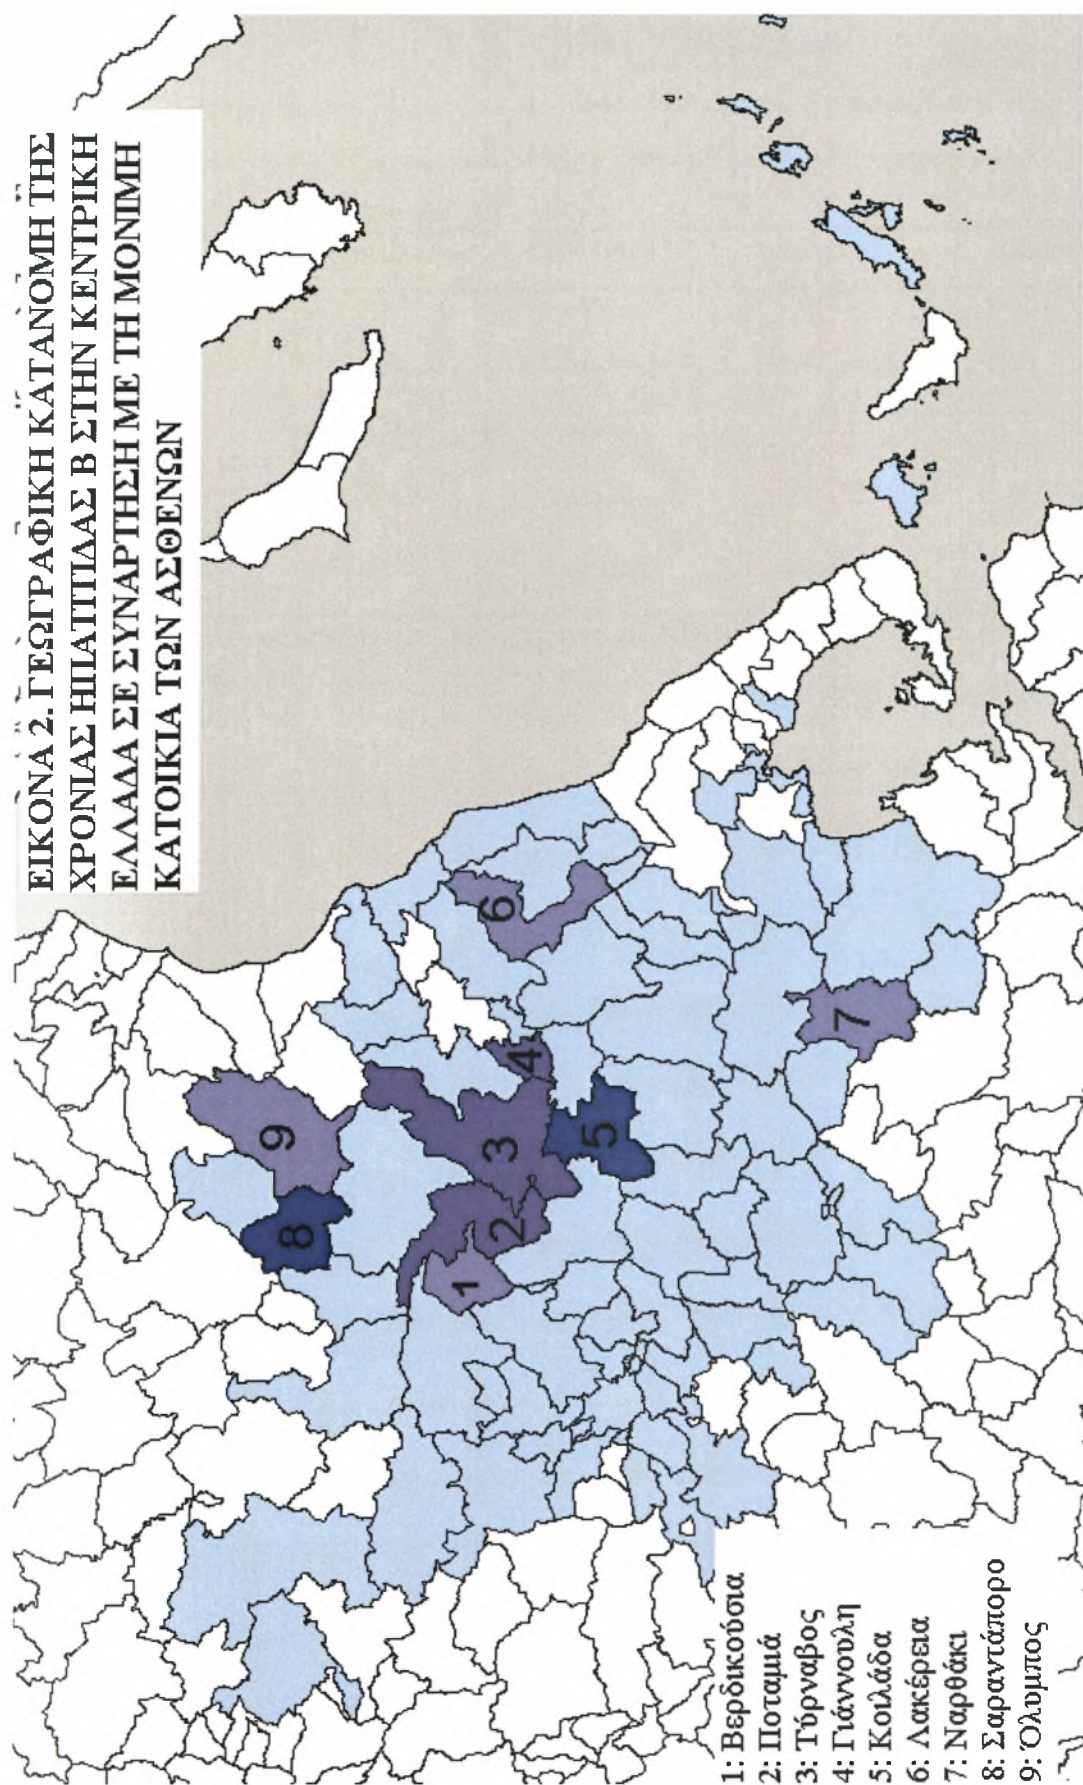 ΕΙΚΟΝΑ 2. ΓΕΩΓΡΑΦΙΚΗ ΚΑΤΑΝΟΜΗ ΤΗΣ
ΧΡΟΝΙΑΣ ΗΠΑΤΙΤΙΔΑΣ Β ΣΤΗΝ ΚΕΝΤΡΙΚΗ
ΕΛΛΑΔΑ ΣΕ ΣΥΝΑΡΤΗΣΗ ΜΕ ΤΗ ΜΟΝΙΜΗ
ΚΑΤΟΙΚΙΑ ΤΩΝ ΑΣΘΕΝΩΝ
9
8
6
4
3
2
1
5
7
1: Βερδικούσια
2: Ποταμιά
3: Τύρναβος
4: Γιάννουλη
5: Κοιλάδα
6: Λακέρεια
7: Ναρθάκι
8: Σαραντάπορο
9: Όλυμπος